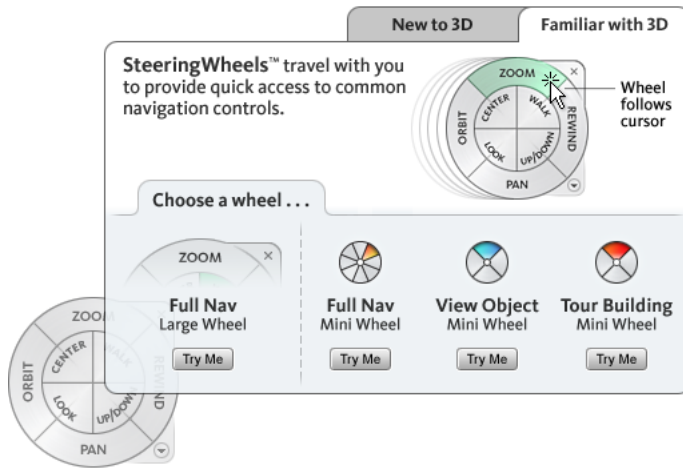 New to 3D
Familiar with 3D
SteeringWheels™ travel with you
to provide quick access to common
navigation controls.
ZOOM
CENTER
WALK
ORBIT
REWIND
LOOK
UP/DOWN
PAN
Wheel
follows
cursor
Choose a wheel . . .
ZOOM
Full Nav
Large Wheel
Try Me
Full Nav
Mini Wheel
Try Me
View Object
Mini Wheel
Try Me
Tour Building
Mini Wheel
Try Me
ZOOM
CENTER
WALK
ORBIT
REWIND
LOOK
UP/DOWN
PAN